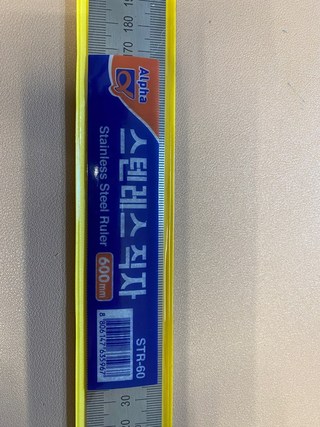 Alpha
스텐레스 직자
Stainless Steel Ruler
600mm
STR-60
180
170
30